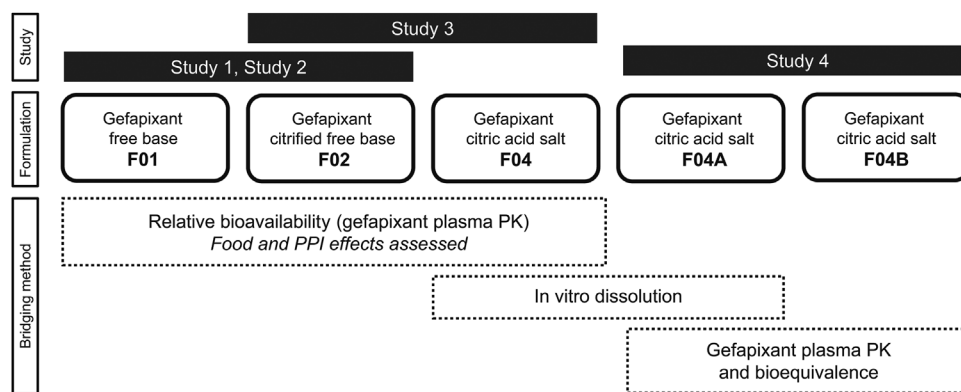 Study
Study 3
Study 1, Study 2
Study 4
Formulation
Gefapixant
free base
F01
Gefapixant
citrified free base
F02
Gefapixant
citric acid salt
F04
Gefapixant
citric acid salt
F04A
Gefapixant
citric acid salt
F04B
Bridging method
Relative bioavailability (gefapixant plasma PK)
Food and PPI effects assessed
In vitro dissolution
Gefapixant plasma PK
and bioequivalence